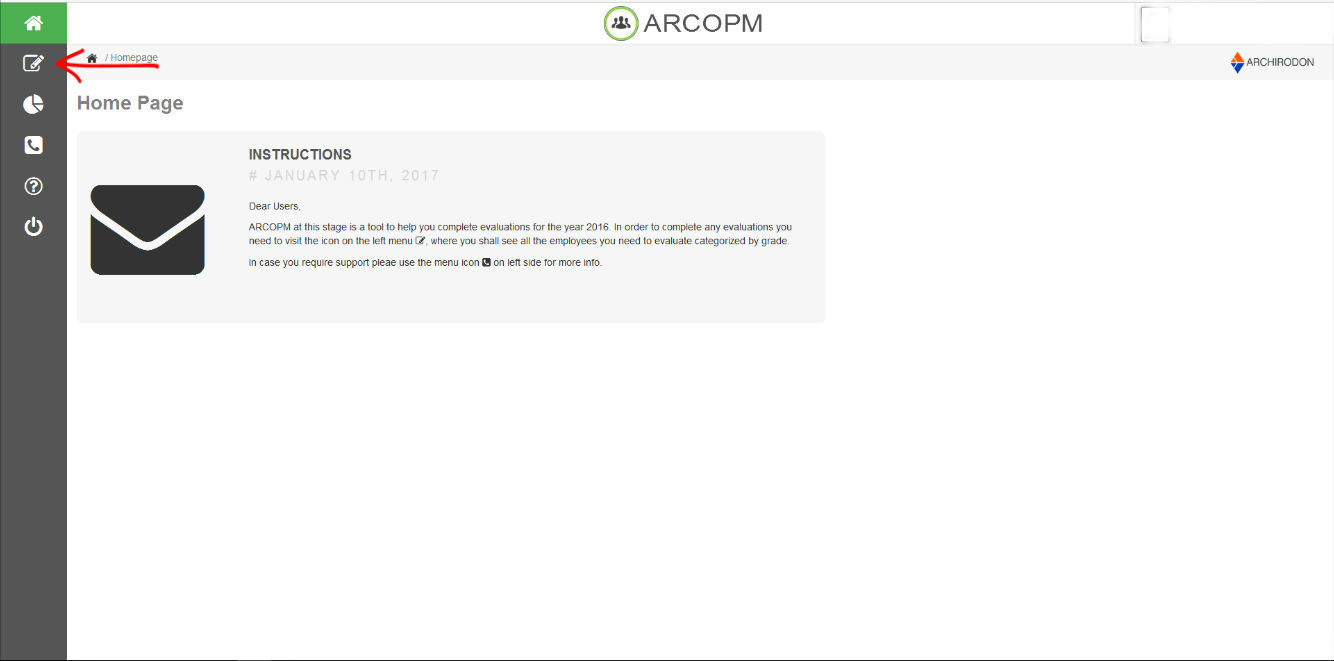 ARCOPM
/ Homepage
ARCHIRODON
Home Page
INSTRUCTIONS
# JANUARY 10TH, 2017
Dear Users,
ARCOPM at this stage is a tool to help you complete evaluations for the year 2016. In order to complete any evaluations you
need to visit the icon on the left menu , where you shall see all the employees you need to evaluate categorized by grade.
In case you require support pleae use the menu icon on left side for more info.